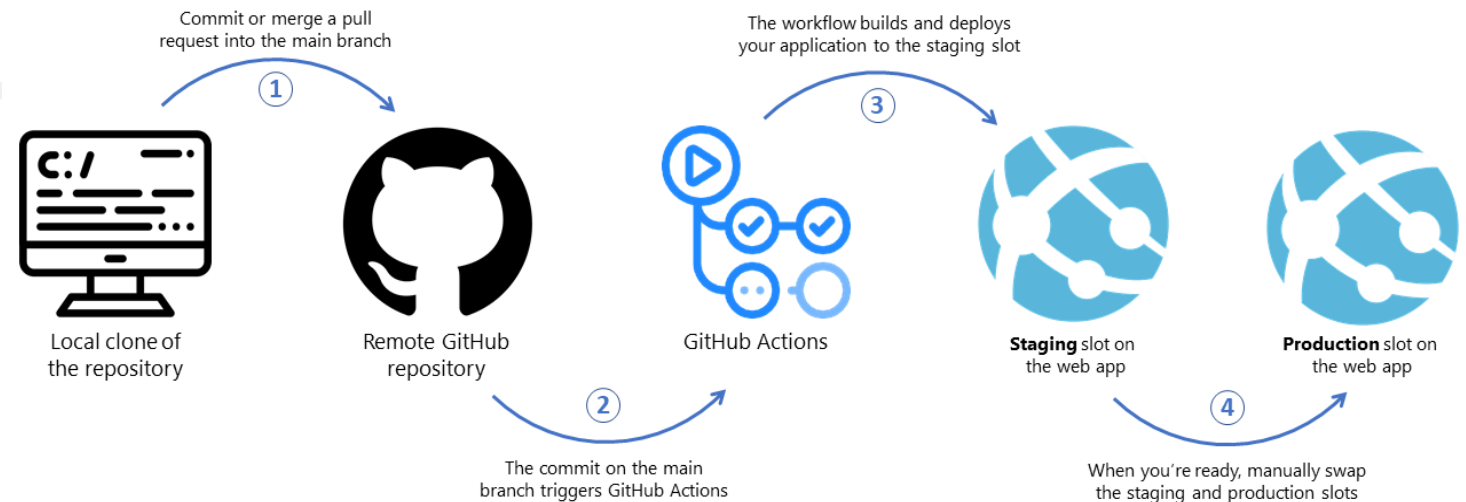 Commit or merge a pull
request into the main branch
1
The workflow builds and deploys
your application to the staging slot
3
C:/
Local clone of
the repository
Remote GitHub
repository
GitHub Actions
Staging slot on
the web app
Production slot on
the web app
2
The commit on the main
branch triggers GitHub Actions
4
When you're ready, manually swap
the staging and production slots